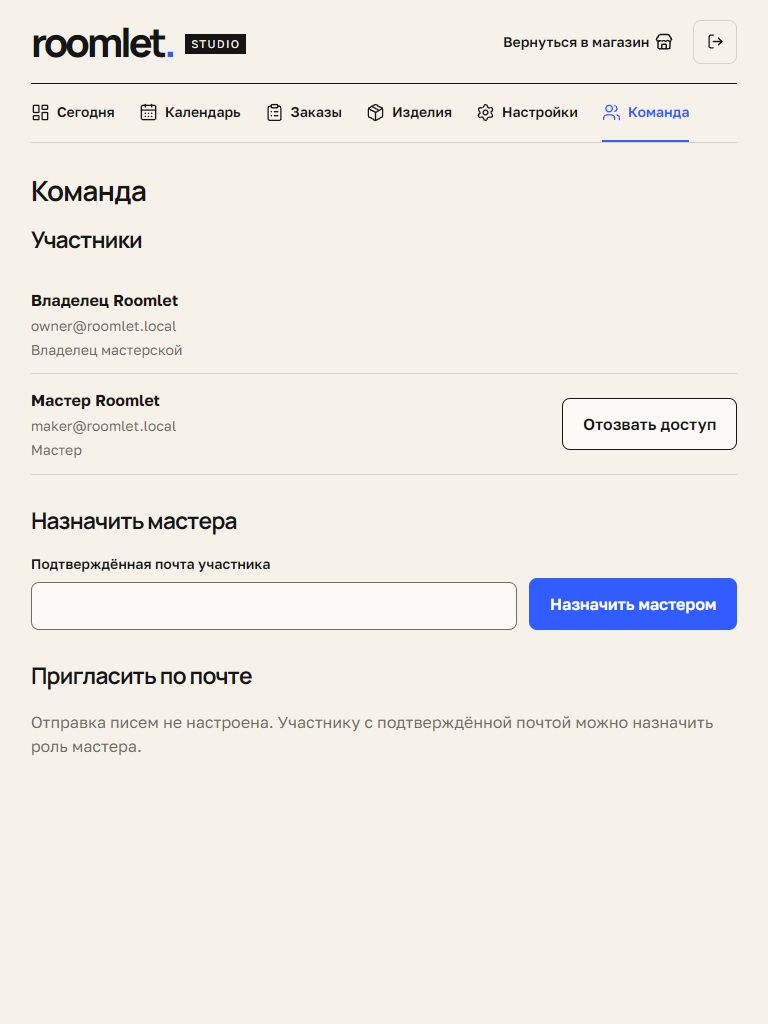 roomlet. STUDIO
Вернуться в магазин
Сегодня Календарь Заказы Изделия Настройки Команда
Команда
Участники
Владелец Roomlet
owner@roomlet.local
Владелец мастерской
Мастер Roomlet
maker@roomlet.local
Мастер
Отозвать доступ
Назначить мастера
Подтверждённая почта участника
Назначить мастером
Пригласить по почте
Отправка писем не настроена. Участнику с подтверждённой почтой можно назначить
роль мастера.